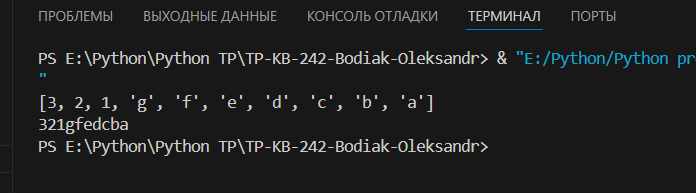 ПРОБЛЕМЫ ВЫХОДНЫЕ ДАННЫЕ КОНСОЛЬ ОТЛАДКИ ТЕРМИНАЛ ПОРТЫ
PS E:\Python\Python TP\TP-KB-242-Bodiak-Oleksandr> & "E:/Python/Python pr
"
[3, 2, 1, 'g', 'f', 'e', 'd', 'c', 'b', 'a']
321gfedcba
PS E:\Python\Python TP\TP-KB-242-Bodiak-Oleksandr>